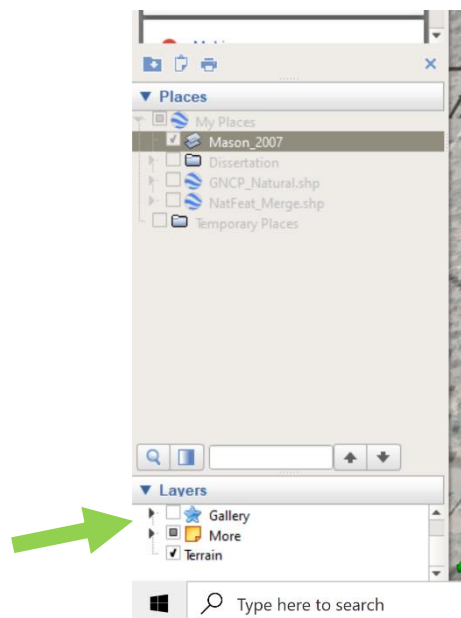 Places
My Places
Mason_2007
Dissertation
GNCP_Natural.shp
NatFeat_Merge.shp
Temporary Places
Layers
Gallery
More
Terrain
Type here to search